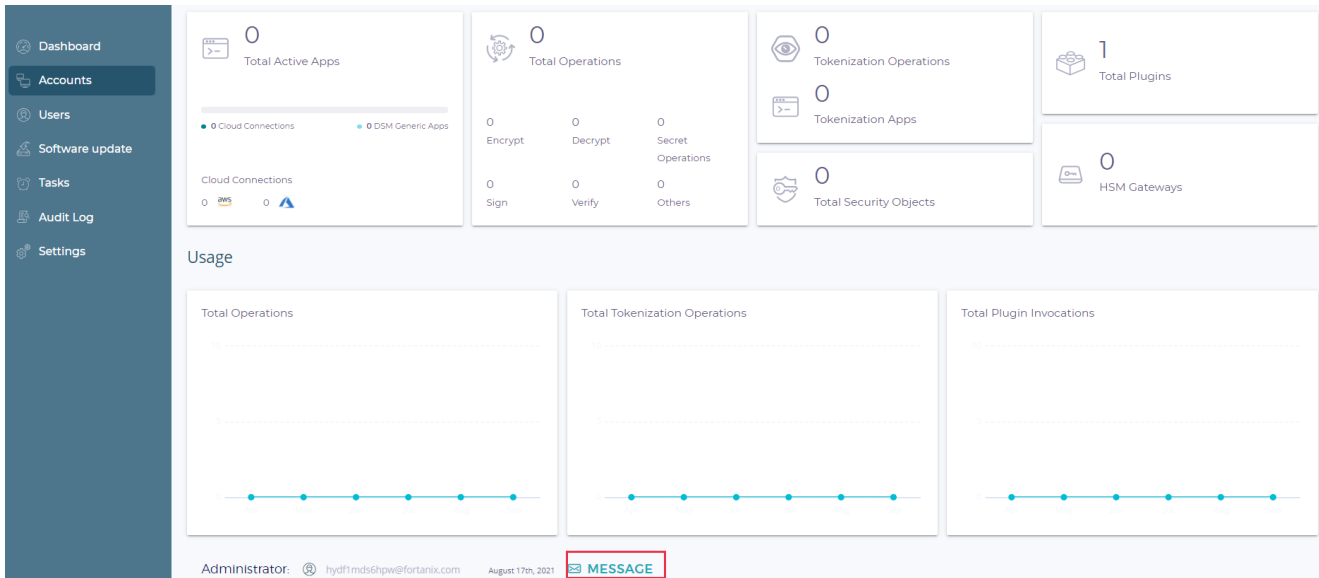 Dashboard
Accounts
Users
Software update
Tasks
Audit Log
Settings
0
Total Active Apps
0 Cloud Connections
0 DSM Generic Apps
Cloud Connections
0 aws 0
0
Total Operations
0 0 0
Encrypt Decrypt Secret
Operations
0 0 0
Sign Verify Others
0
Tokenization Operations
0
Tokenization Apps
0
Total Security Objects
1
Total Plugins
0
HSM Gateways
Usage
Total Operations
Total Tokenization Operations
Total Plugin Invocations
Administrator: hydf1mds6hpw@fortanix.com August 17th, 2021 MESSAGE